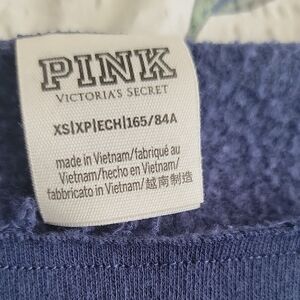 PINK
VICTORIA'S SECRET
XS|XP|ECH|165/84A
made in Vietnam/fabriqué au
Vietnam/hecho en Vietnam/
fabbricato in Vietnam/越南制造